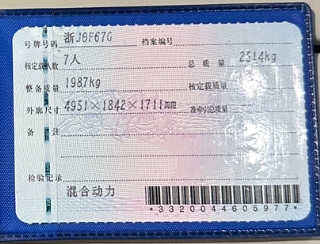 号牌号码 浙J0F67G 档案编号
核定载人数 7人 总质量 2514kg
整备质量 1987kg 核定载质量
外廓尺寸 4951×1842×1711mm 准牵引总质量
备注
检验记录
混合动力
*3320044605977*